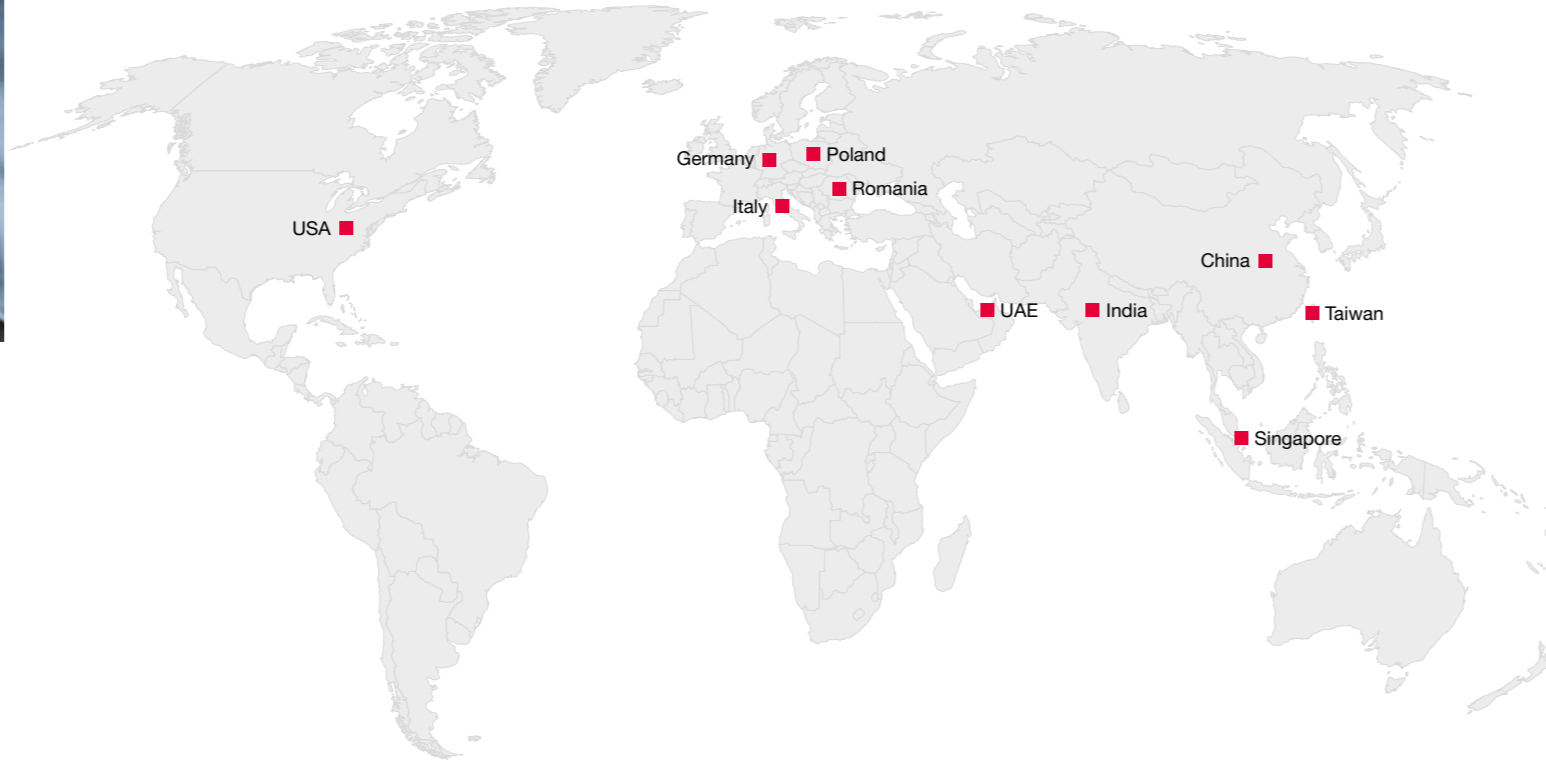 Germany
Poland
Romania
Italy
USA
China
UAE
India
Taiwan
Singapore